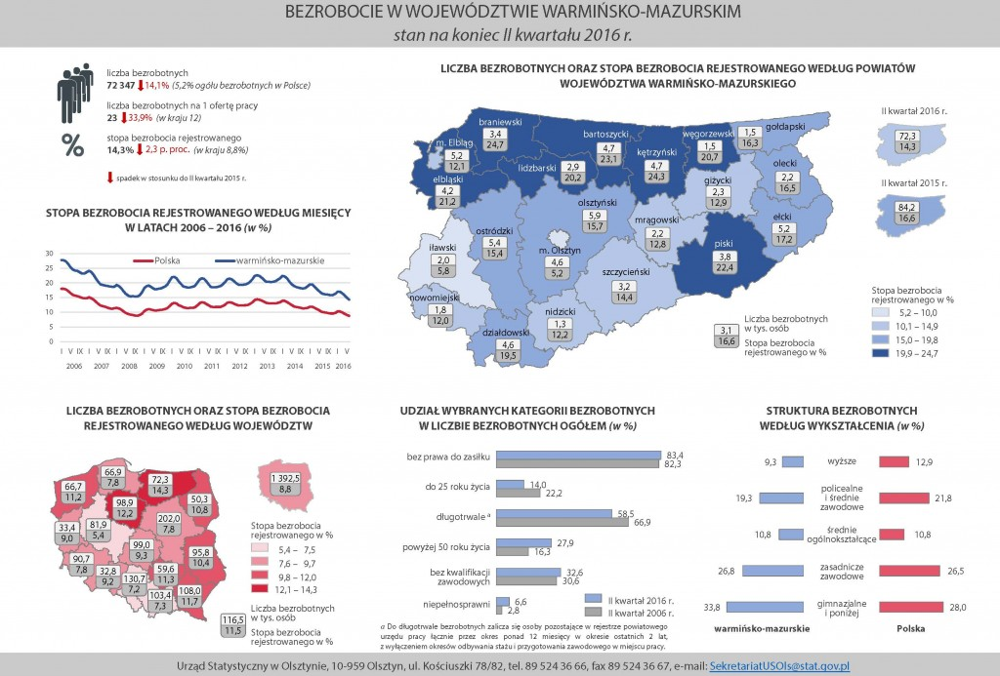 BEZROBOCIE W WOJEWÓDZTWIE WARMIŃSKO-MAZURSKIM
stan na koniec II kwartału 2016 r.
liczba bezrobotnych
72 347 14,1% (5,2% ogółu bezrobotnych w Polsce)
liczba bezrobotnych na 1 ofertę pracy
23 33,9% (w kraju 12)
%
stopa bezrobocia rejestrowanego
14,3% 2,3 p. proc. (w kraju 8,8%)
spadek w stosunku do II kwartału 2015 r.
STOPA BEZROBOCIA REJESTROWANEGO WEDŁUG MIESIĘCY
W LATACH 2006 – 2016 (w %)
30
25
20
15
10
5
0
Polska
warmińsko-mazurskie
I V IX I V IX I V IX I V IX I V IX I V IX I V IX I V IX I V IX I V IX I V
2006 2007 2008 2009 2010 2011 2012 2013 2014 2015 2016
LICZBA BEZROBOTNYCH ORAZ STOPA BEZROBOCIA REJESTROWANEGO WEDŁUG POWIATÓW
WOJEWÓDZTWA WARMIŃSKO-MAZURSKIEGO
braniewski
3,4
24,7
m. Elbląg
5,2
12,1
elbląski
4,2
21,2
lidzbarski
2,9
20,2
bartoszycki
4,7
23,1
kętrzyński
4,7
24,3
węgorzewski
1,5
20,7
gołdapski
1,5
16,3
olecki
2,2
16,5
giżycki
2,3
12,9
ełcki
5,2
17,2
mrągowski
2,2
12,8
piski
3,8
22,4
olsztyński
5,9
15,7
m. Olsztyn
4,6
5,2
ostródzki
5,4
15,4
iławski
2,0
5,8
nowomiejski
1,8
12,0
działdowski
4,6
19,5
nidzicki
1,3
12,2
szczycieński
3,2
14,4
II kwartał 2016 r.
72,3
14,3
II kwartał 2015 r.
84,2
16,6
3,1
16,6
Liczba bezrobotnych
w tys. osób
Stopa bezrobocia
rejestrowanego w %
Stopa bezrobocia
rejestrowanego w %
5,2 – 10,0
10,1 – 14,9
15,0 – 19,8
19,9 – 24,7
LICZBA BEZROBOTNYCH ORAZ STOPA BEZROBOCIA
REJESTROWANEGO WEDŁUG WOJEWÓDZTW
66,7
11,2
66,9
7,8
72,3
14,3
50,3
10,8
98,9
12,2
202,0
7,8
33,4
9,0
81,9
5,4
99,0
9,3
95,8
10,4
90,7
7,8
32,8
9,2
130,7
7,2
59,6
11,3
103,4
7,3
108,0
11,7
1 392,5
8,8
Stopa bezrobocia
rejestrowanego w %
5,4 – 7,5
7,6 – 9,7
9,8 – 12,0
12,1 – 14,3
116,5
11,5
Liczba bezrobotnych
w tys. osób
Stopa bezrobocia
rejestrowanego w %
UDZIAŁ WYBRANYCH KATEGORII BEZROBOTNYCH
W LICZBIE BEZROBOTNYCH OGÓŁEM (w %)
bez prawa do zasiłku
83,4
82,3
do 25 roku życia
14,0
22,2
długotrwale a
58,5
66,9
powyżej 50 roku życia
27,9
16,3
bez kwalifikacji
zawodowych
32,6
30,6
niepełnosprawni
6,6
2,8
II kwartał 2016 r.
II kwartał 2006 r.
a Do długotrwale bezrobotnych zalicza się osoby pozostające w rejestrze powiatowego
urzędu pracy łącznie przez okres ponad 12 miesięcy w okresie ostatnich 2 lat,
z wyłączeniem okresów odbywania stażu i przygotowania zawodowego w miejscu pracy.
STRUKTURA BEZROBOTNYCH
WEDŁUG WYKSZTAŁCENIA (w %)
9,3 wyższe 12,9
policealne
19,3 i średnie 21,8
zawodowe
średnie
10,8 ogólnokształcące 10,8
zasadnicze
26,8 zawodowe 26,5
gimnazjalne
33,8 i poniżej 28,0
warmińsko-mazurskie Polska
Urząd Statystyczny w Olsztynie, 10-959 Olsztyn, ul. Kościuszki 78/82, tel. 89 524 36 66, fax 89 524 36 67, e-mail: SekretariatUSOls@stat.gov.pl